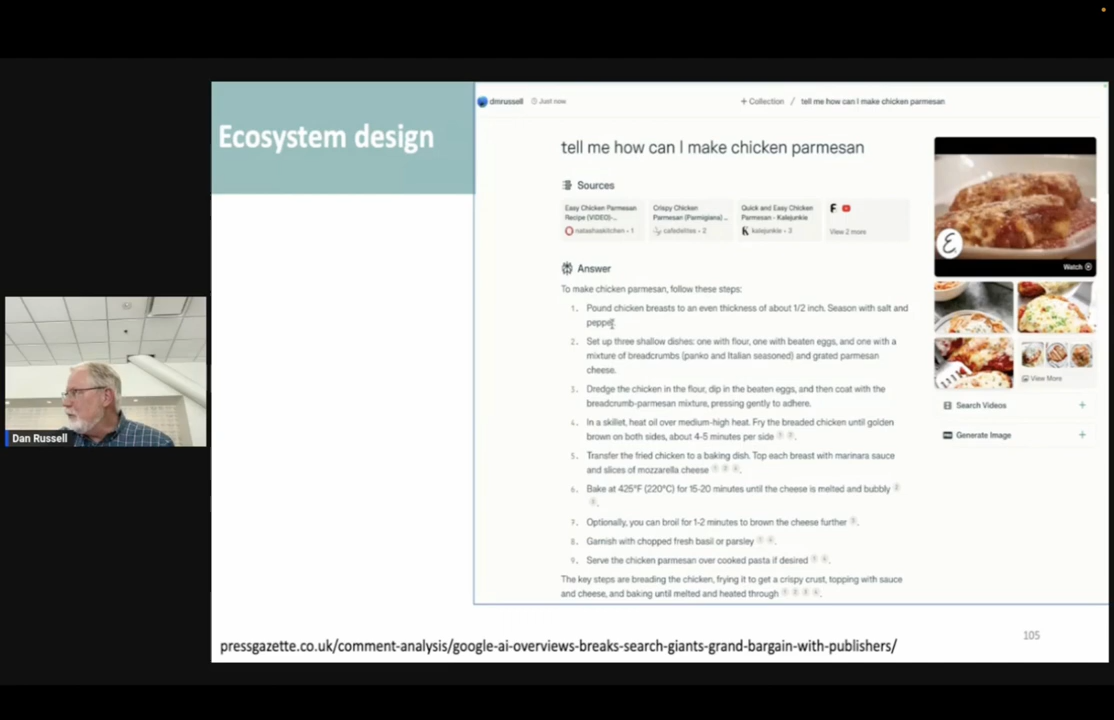 Ecosystem design
dmrussell Just now
+ Collection / tell me how can I make chicken parmesan
tell me how can I make chicken parmesan
Sources
Easy Chicken Parmesan
Recipe (VIDEO)-...
natashaskitchen • 1
Crispy Chicken
Parmesan (Parmigiana)...
cafedelites • 2
Quick and Easy Chicken
Parmesan - Kalejunkie
kalejunkie • 3
View 2 more
Watch
Answer
To make chicken parmesan, follow these steps:
1. Pound chicken breasts to an even thickness of about 1/2 inch. Season with salt and
pepper.
2. Set up three shallow dishes: one with flour, one with beaten eggs, and one with a
mixture of breadcrumbs (panko and Italian seasoned) and grated parmesan
cheese.
3. Dredge the chicken in the flour, dip in the beaten eggs, and then coat with the
breadcrumb-parmesan mixture, pressing gently to adhere.
4. In a skillet, heat oil over medium-high heat. Fry the breaded chicken until golden
brown on both sides, about 4-5 minutes per side
5. Transfer the fried chicken to a baking dish. Top each breast with marinara sauce
and slices of mozzarella cheese
6. Bake at 425°F (220°C) for 15-20 minutes until the cheese is melted and bubbly
7. Optionally, you can broil for 1-2 minutes to brown the cheese further
8. Garnish with chopped fresh basil or parsley
9. Serve the chicken parmesan over cooked pasta if desired
The key steps are breading the chicken, frying it to get a crispy crust, topping with sauce
and cheese, and baking until melted and heated through
View More
Search Videos +
Generate Image +
Dan Russell
105
pressgazette.co.uk/comment-analysis/google-ai-overviews-breaks-search-giants-grand-bargain-with-publishers/